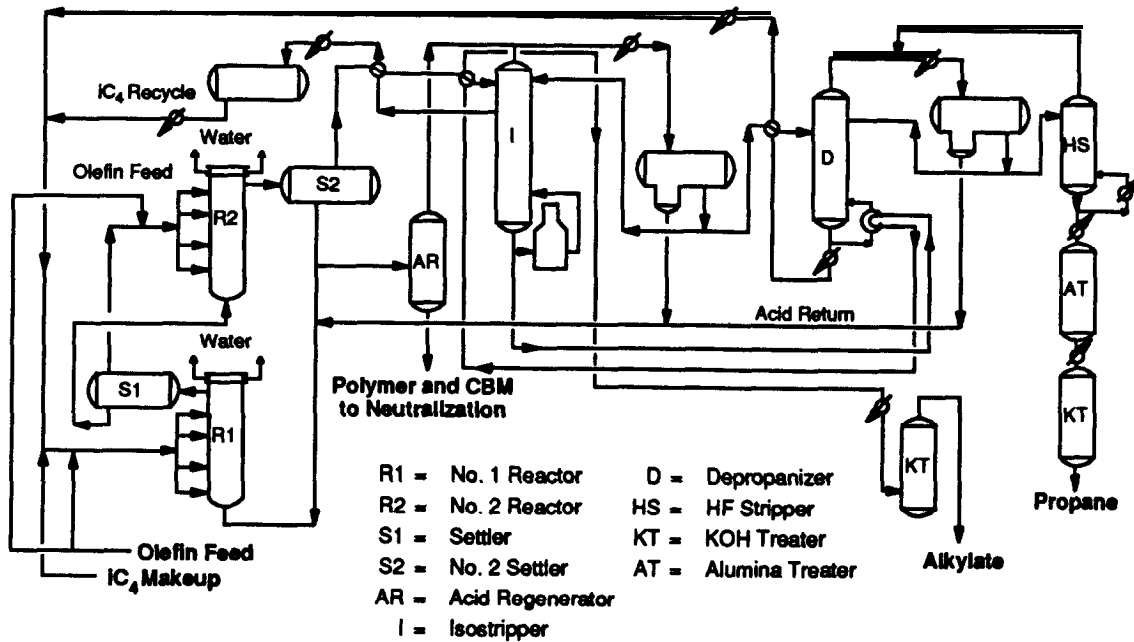 iC4 Recycle
Water
Olefin Feed
R2
S2
AR
I
D
HS
AT
KT
Acid Return
Water
S1
R1
Polymer and CBM
to Neutralization
KT
Propane
Alkylate
Olefin Feed
iC4 Makeup
R1 = No. 1 Reactor
R2 = No. 2 Reactor
S1 = Settler
S2 = No. 2 Settler
AR = Acid Regenerator
I = Isostripper
D = Depropanizer
HS = HF Stripper
KT = KOH Treater
AT = Alumina Treater